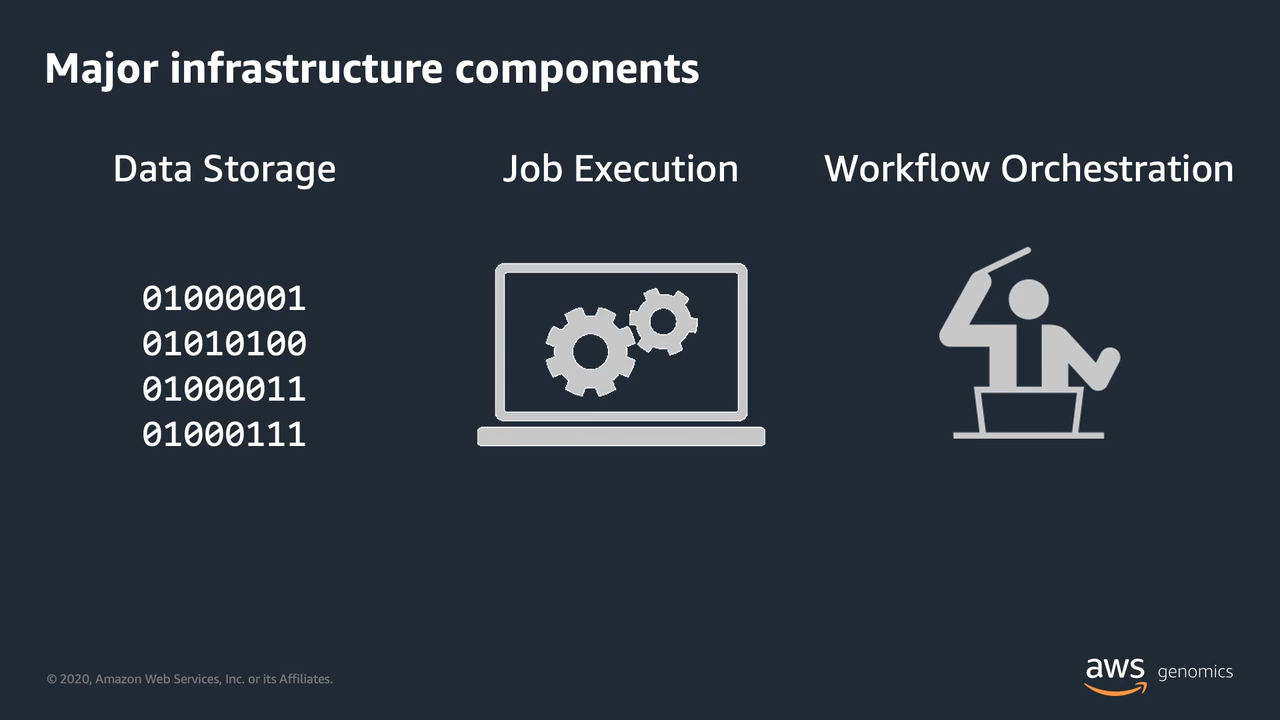 Major infrastructure components
Data Storage
Job Execution
Workflow Orchestration
01000001
01010100
01000011
01000111
© 2020, Amazon Web Services, Inc. or its Affiliates.
aws genomics